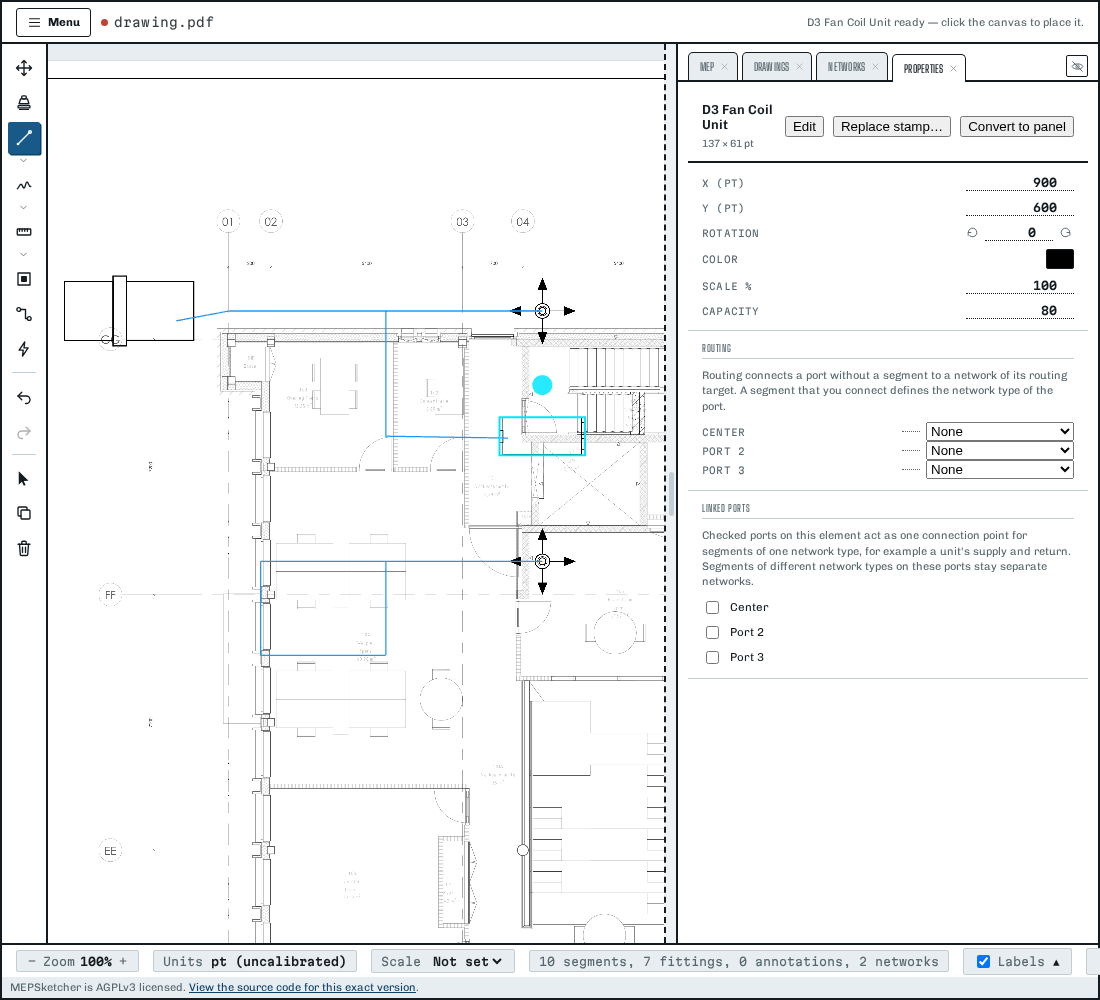 Menu
drawing.pdf
D3 Fan Coil Unit ready — click the canvas to place it.
MEP
DRAWINGS
NETWORKS
PROPERTIES
D3 Fan Coil
Unit
137 × 61 pt
Edit
Replace stamp…
Convert to panel
X (PT)
900
Y (PT)
600
ROTATION
0
COLOR
SCALE %
100
CAPACITY
80
ROUTING
Routing connects a port without a segment to a network of its routing
target. A segment that you connect defines the network type of the
port.
CENTER
None
PORT 2
None
PORT 3
None
LINKED PORTS
Checked ports on this element act as one connection point for
segments of one network type, for example a unit's supply and return.
Segments of different network types on these ports stay separate
networks.
Center
Port 2
Port 3
01
02
03
04
GG
FF
EE
− Zoom 100% +
Units pt (uncalibrated)
Scale Not set
10 segments, 7 fittings, 0 annotations, 2 networks
Labels ▲
MEPSketcher is AGPLv3 licensed. View the source code for this exact version.